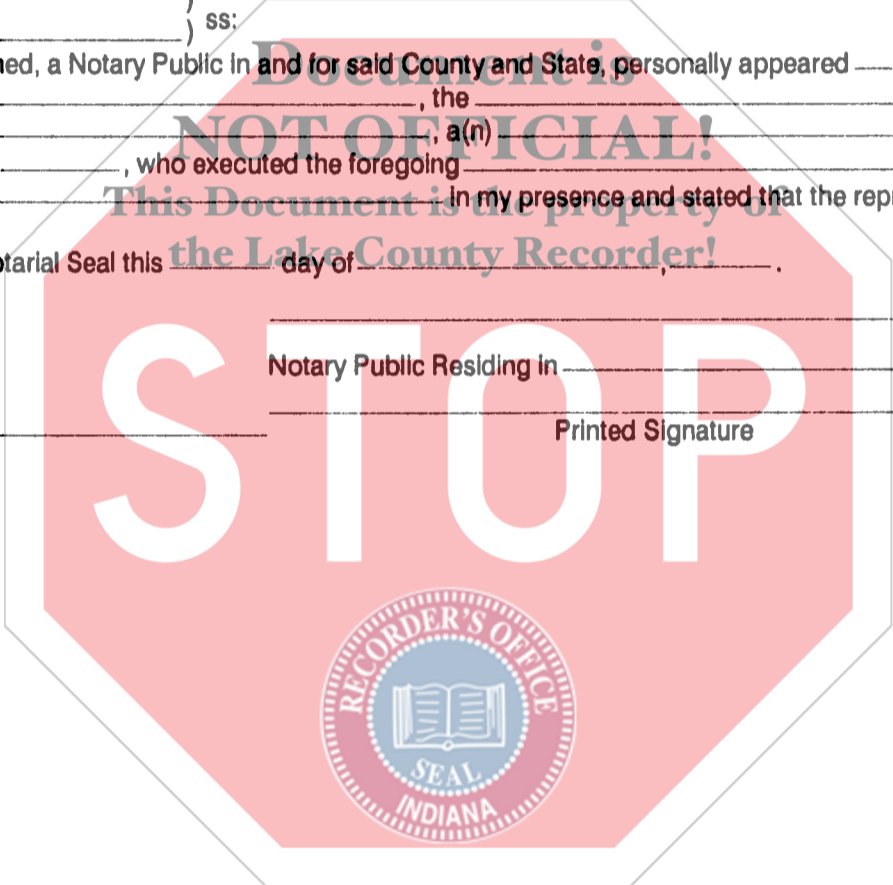 ) ss:
)
ned, a Notary Public in and for said County and State, personally appeared
, the
, a(n)
, who executed the foregoing
in my presence and stated that the rep
tarial Seal this day of , .
Notary Public Residing in
Printed Signature
Document is
NOT OFFICIAL!
This Document is the property of
the Lake County Recorder!
STOP
RECORDER'S OFFICE
SEAL
INDIANA